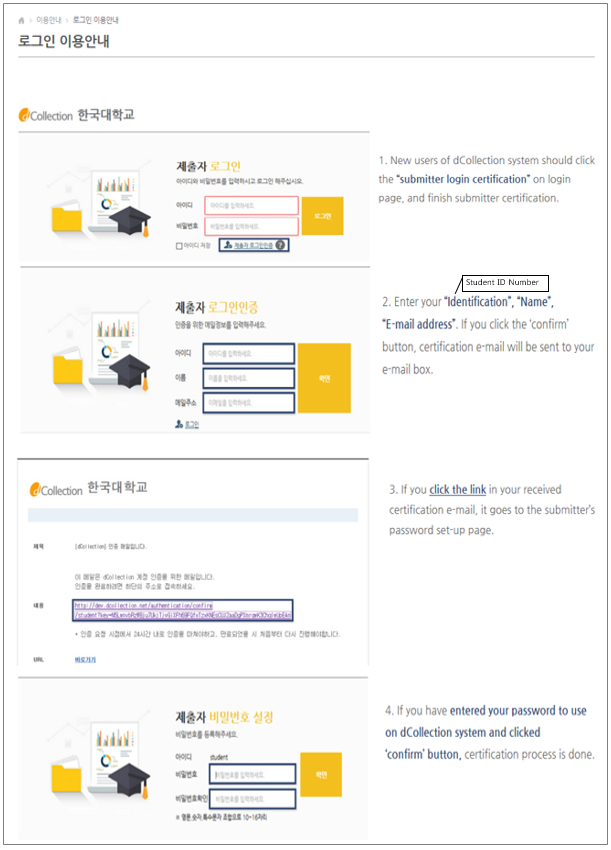 이용안내 로그인 이용안내
로그인 이용안내
dCollection 한국대학교
제출자 로그인
아이디와 비밀번호를 입력하시고 로그인 해주십시오.
아이디 아이디를 입력하세요.
비밀번호 비밀번호를 입력하세요.
로그인
아이디 저장 제출자 로그인인증 ?
1. New users of dCollection system should click
the “submitter login certification” on login
page, and finish submitter certification.
제출자 로그인인증
인증을 위한 메일정보를 입력해주세요.
아이디 아이디를 입력하세요.
이름 이름을 입력하세요.
메일주소 이메일을 입력하세요.
확인
로그인
Student ID Number
2. Enter your “Identification”, “Name”,
“E-mail address”. If you click the ‘confirm’
button, certification e-mail will be sent to your
e-mail box.
dCollection 한국대학교
제목 [dCollection] 인증 메일입니다.
이 메일은 dCollection 계정 인증을 위한 메일입니다.
인증을 완료하려면 하단의 주소로 접속하세요.
내용
http://dev.dcollection.net/authentication/confirm
* 인증 요청 시점에서 24시간 내로 인증을 마쳐야하고, 만료되었을 시 처음부터 다시 진행해야합니다.
URL 바로가기
3. If you click the link in your received
certification e-mail, it goes to the submitter's
password set-up page.
제출자 비밀번호 설정
비밀번호를 등록해주세요.
아이디 student
비밀번호 비밀번호를 입력하세요.
비밀번호확인 비밀번호를 입력하세요.
확인
※ 영문,숫자,특수문자 조합으로 10~16자리
4. If you have entered your password to use
on dCollection system and clicked
‘confirm’ button, certification process is done.